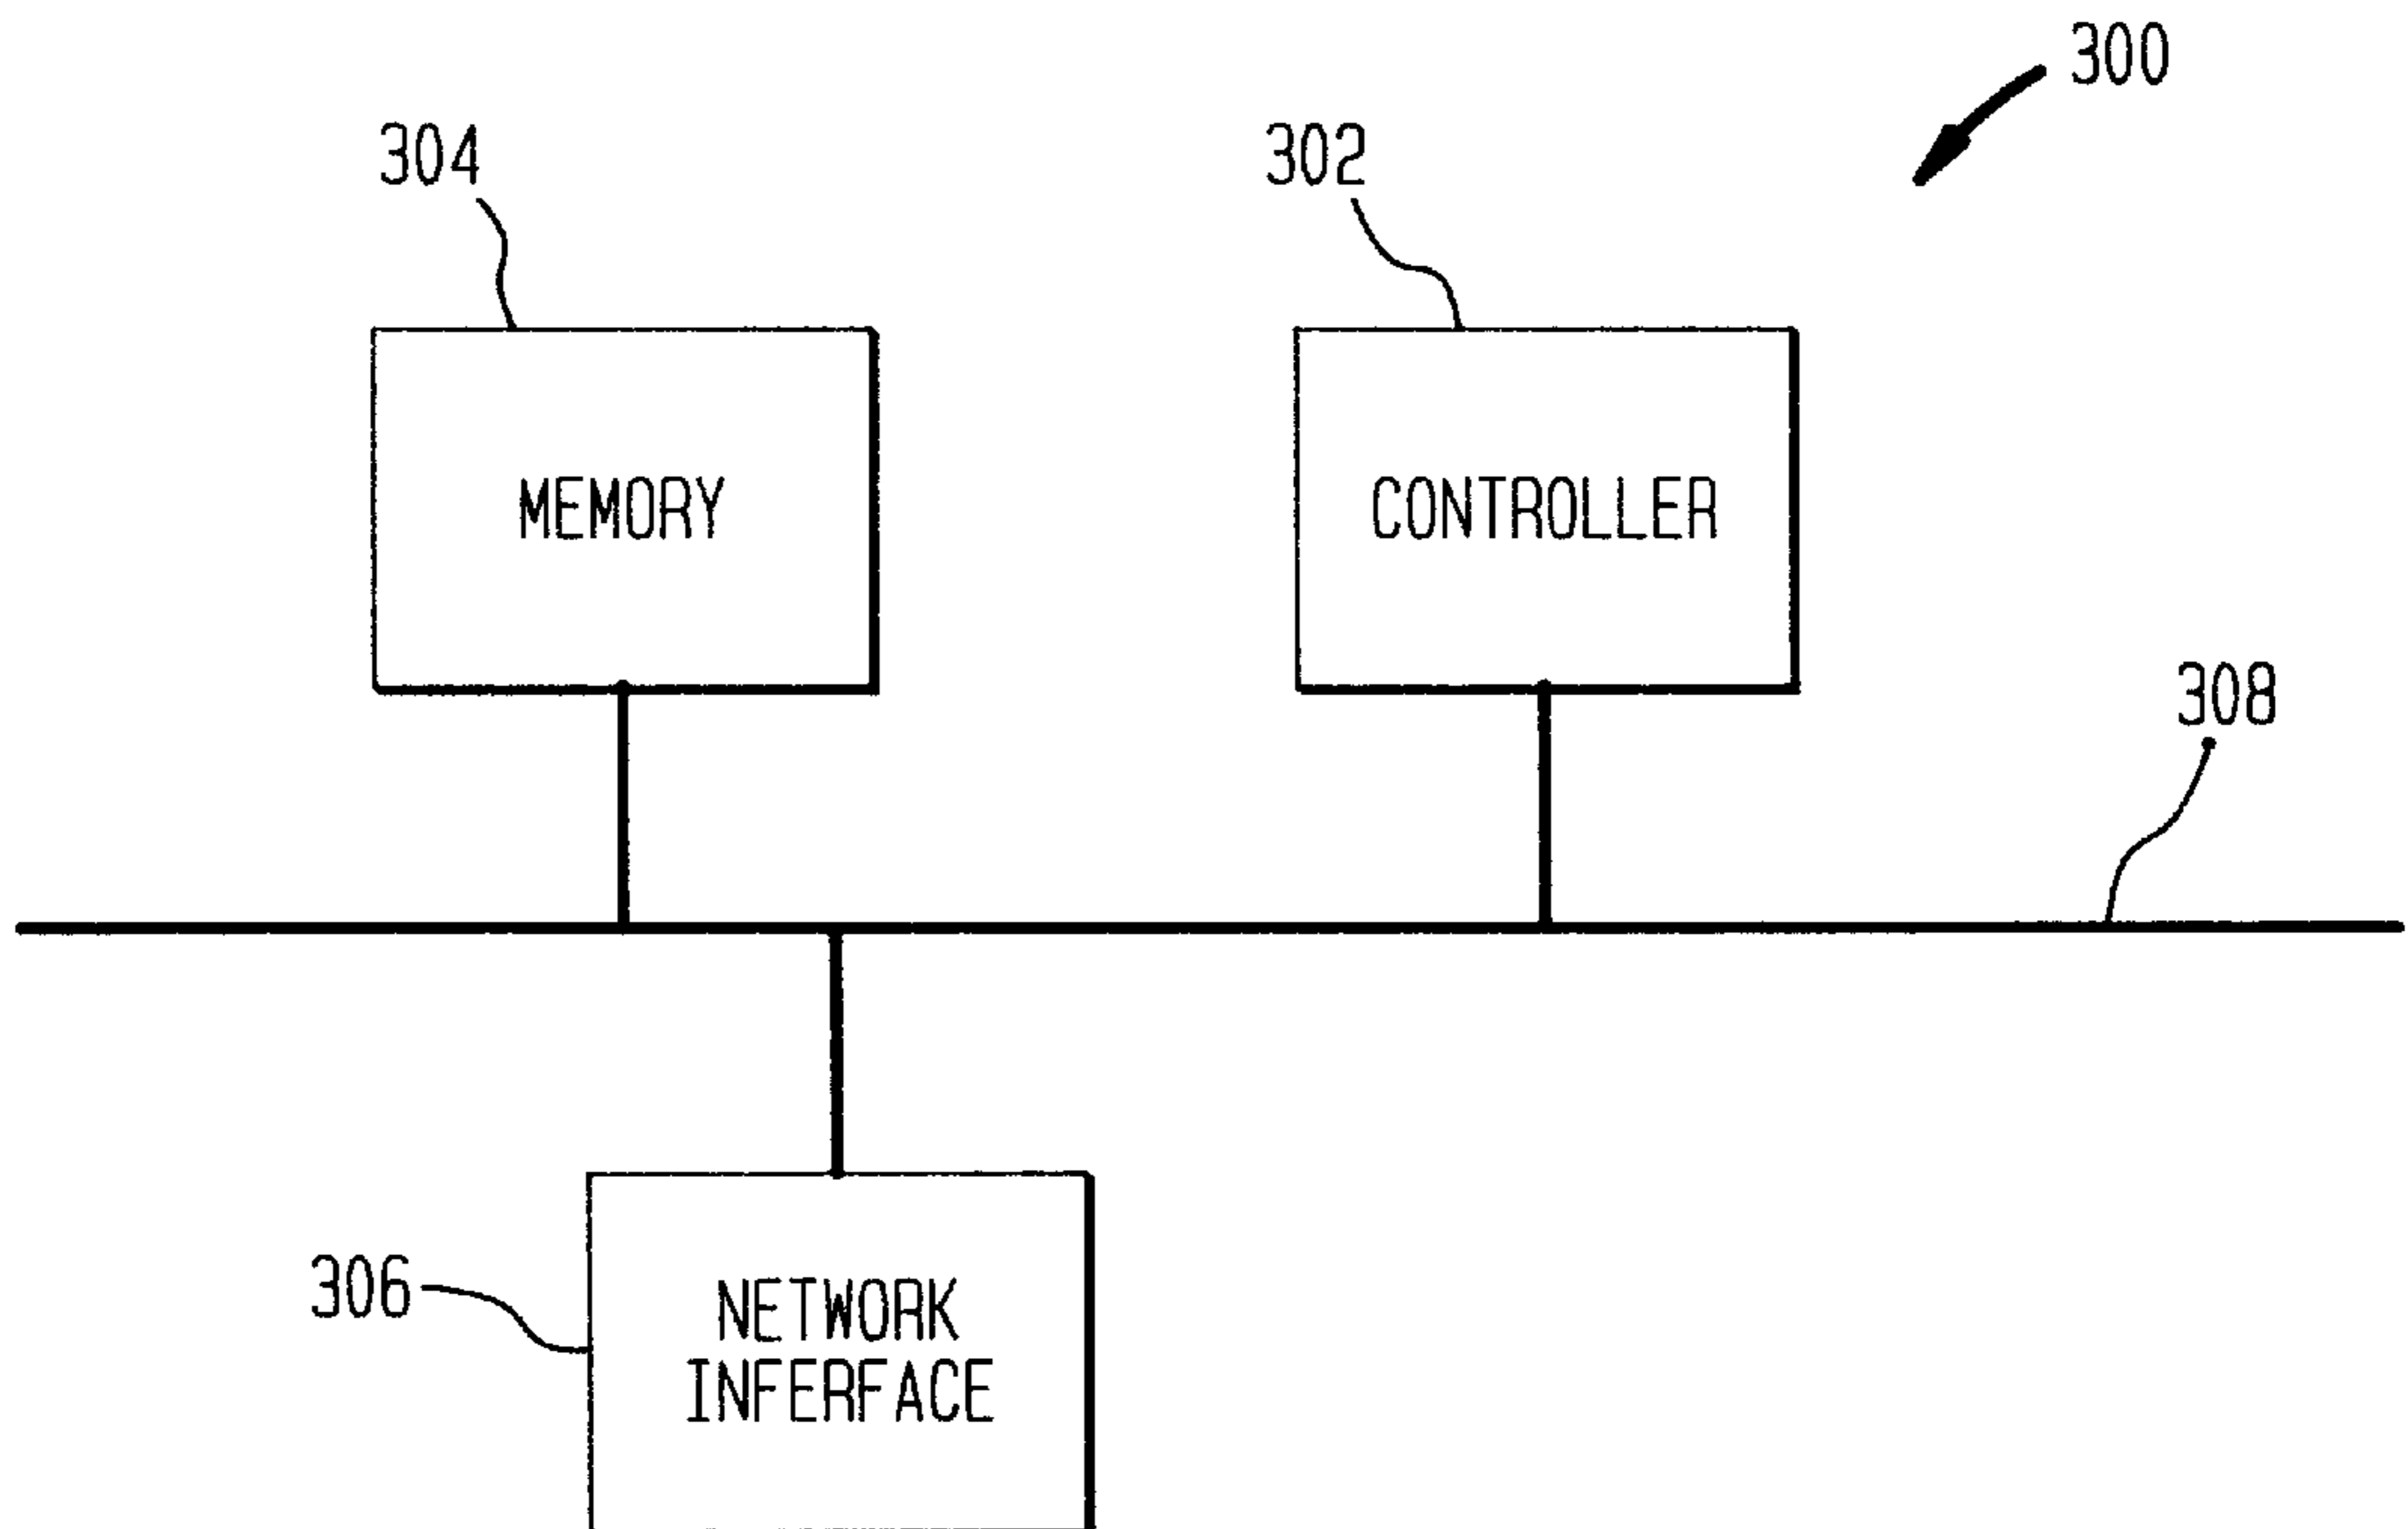 300
304
302
MEMORY
CONTROLLER
308
306
NETWORK
INFERFACE